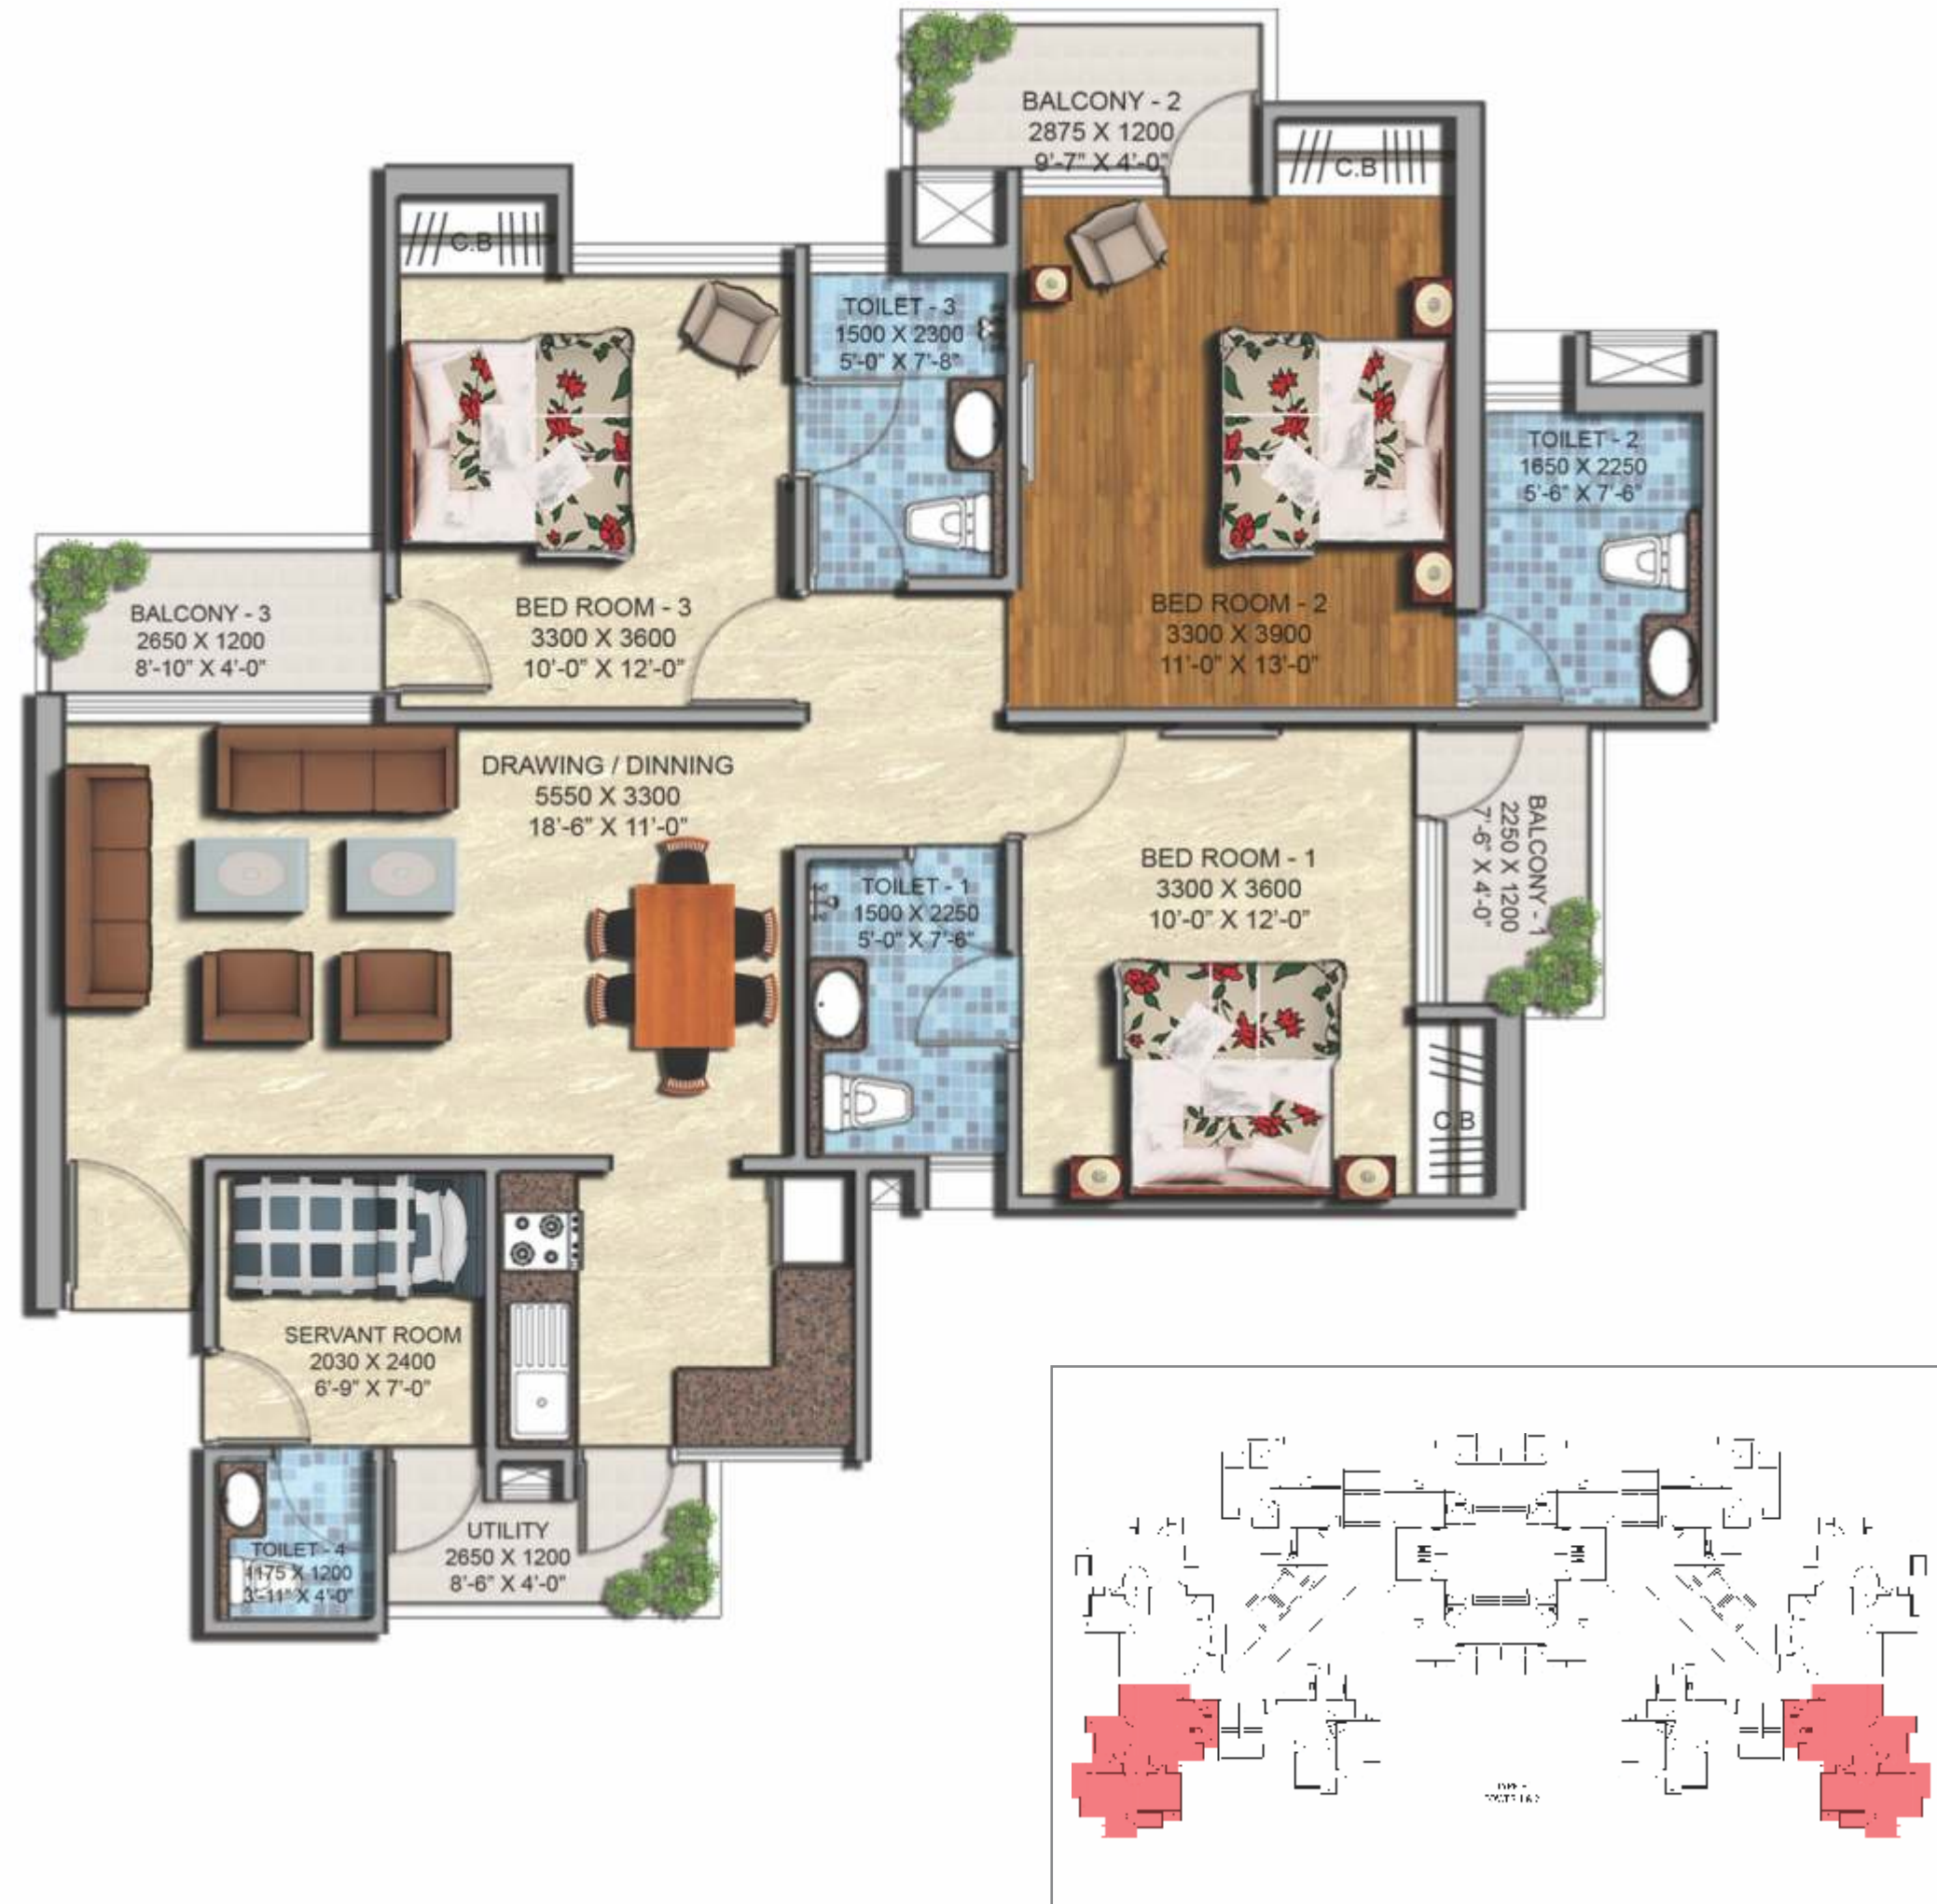 BALCONY - 2
2875 X 1200
9'-7" X 4'-0"
C.B
C.B
TOILET - 3
1500 X 2300
5'-0" X 7'-8"
TOILET - 2
1650 X 2250
5'-6" X 7'-6"
BALCONY - 3
2650 X 1200
8'-10" X 4'-0"
BED ROOM - 3
3300 X 3600
10'-0" X 12'-0"
BED ROOM - 2
3300 X 3900
11'-0" X 13'-0"
DRAWING / DINNING
5550 X 3300
18'-6" X 11'-0"
BALCONY - 1
2250 X 1200
7'-6" X 4'-0"
BED ROOM - 1
3300 X 3600
10'-0" X 12'-0"
TOILET - 1
1500 X 2250
5'-0" X 7'-6"
C.B
SERVANT ROOM
2030 X 2400
6'-9" X 7'-0"
UTILITY
2650 X 1200
8'-6" X 4'-0"
TOILET - 4
1175 X 1200
3'-11" X 4'-0"